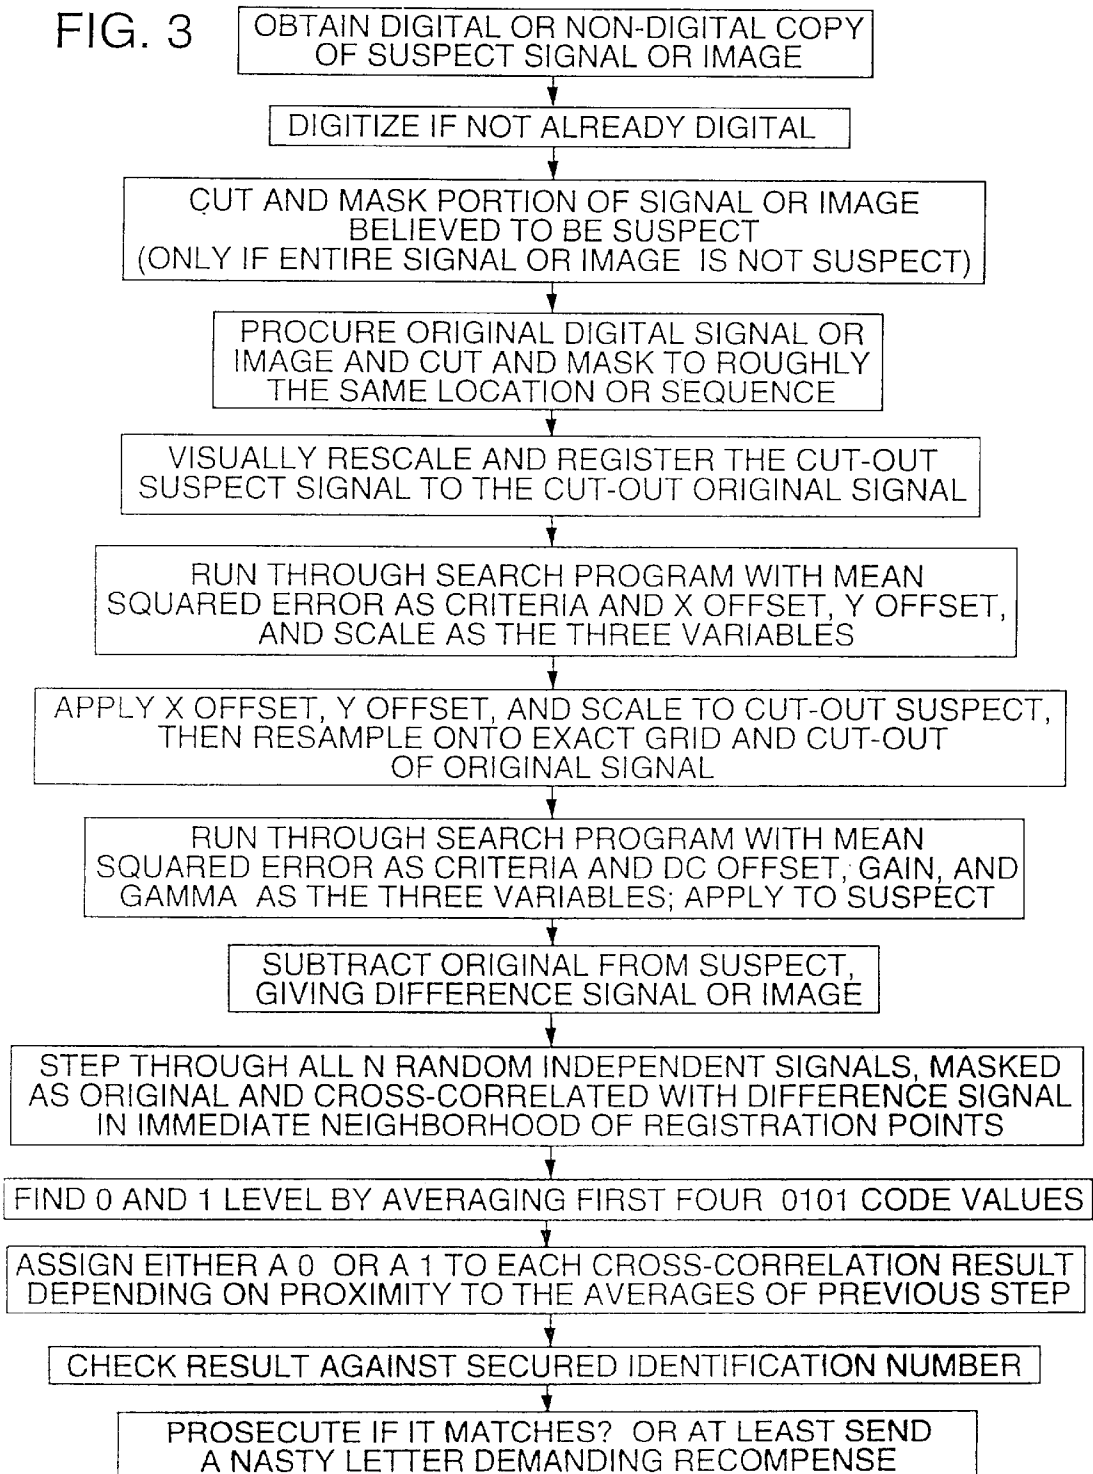 FIG. 3
OBTAIN DIGITAL OR NON-DIGITAL COPY
OF SUSPECT SIGNAL OR IMAGE
DIGITIZE IF NOT ALREADY DIGITAL
CUT AND MASK PORTION OF SIGNAL OR IMAGE
BELIEVED TO BE SUSPECT
(ONLY IF ENTIRE SIGNAL OR IMAGE IS NOT SUSPECT)
PROCURE ORIGINAL DIGITAL SIGNAL OR
IMAGE AND CUT AND MASK TO ROUGHLY
THE SAME LOCATION OR SEQUENCE
VISUALLY RESCALE AND REGISTER THE CUT-OUT
SUSPECT SIGNAL TO THE CUT-OUT ORIGINAL SIGNAL
RUN THROUGH SEARCH PROGRAM WITH MEAN
SQUARED ERROR AS CRITERIA AND X OFFSET, Y OFFSET,
AND SCALE AS THE THREE VARIABLES
APPLY X OFFSET, Y OFFSET, AND SCALE TO CUT-OUT SUSPECT,
THEN RESAMPLE ONTO EXACT GRID AND CUT-OUT
OF ORIGINAL SIGNAL
RUN THROUGH SEARCH PROGRAM WITH MEAN
SQUARED ERROR AS CRITERIA AND DC OFFSET, GAIN, AND
GAMMA AS THE THREE VARIABLES; APPLY TO SUSPECT
SUBTRACT ORIGINAL FROM SUSPECT,
GIVING DIFFERENCE SIGNAL OR IMAGE
STEP THROUGH ALL N RANDOM INDEPENDENT SIGNALS, MASKED
AS ORIGINAL AND CROSS-CORRELATED WITH DIFFERENCE SIGNAL
IN IMMEDIATE NEIGHBORHOOD OF REGISTRATION POINTS
FIND 0 AND 1 LEVEL BY AVERAGING FIRST FOUR 0101 CODE VALUES
ASSIGN EITHER A 0 OR A 1 TO EACH CROSS-CORRELATION RESULT
DEPENDING ON PROXIMITY TO THE AVERAGES OF PREVIOUS STEP
CHECK RESULT AGAINST SECURED IDENTIFICATION NUMBER
PROSECUTE IF IT MATCHES? OR AT LEAST SEND
A NASTY LETTER DEMANDING RECOMPENSE